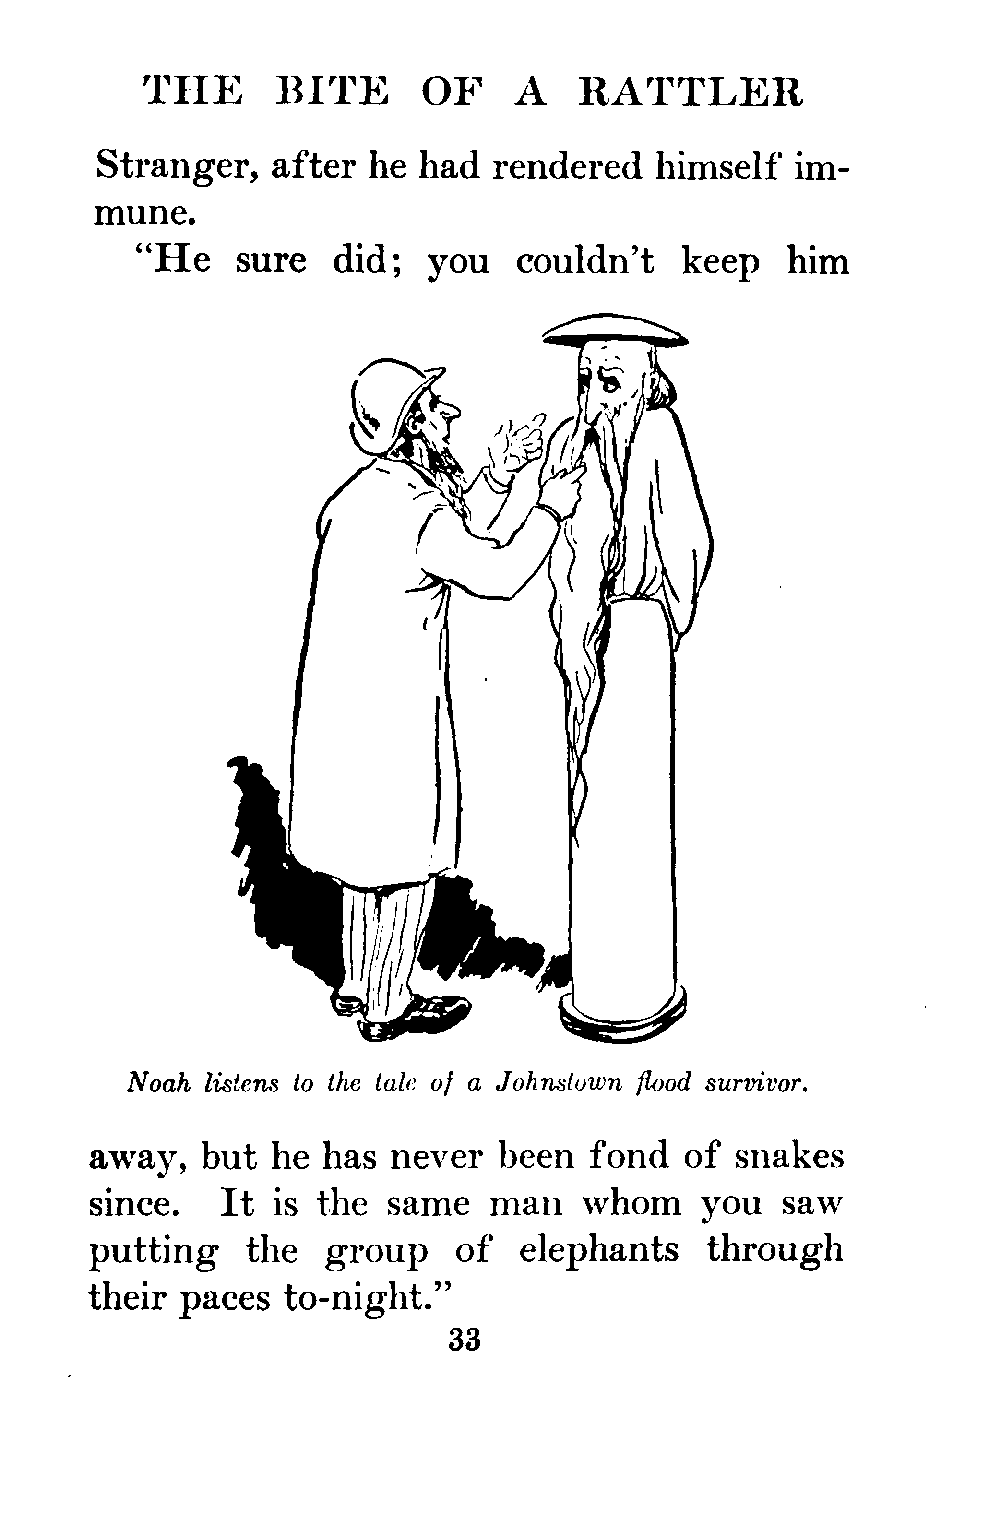 THE BITE OF A RATTLER
Stranger, after he had rendered himself im-
mune.
"He sure did; you couldn't keep him
Noah listens to the tale of a Johnstown flood survivor.
away, but he has never been fond of snakes
since. It is the same man whom you saw
putting the group of elephants through
their paces to-night."
33